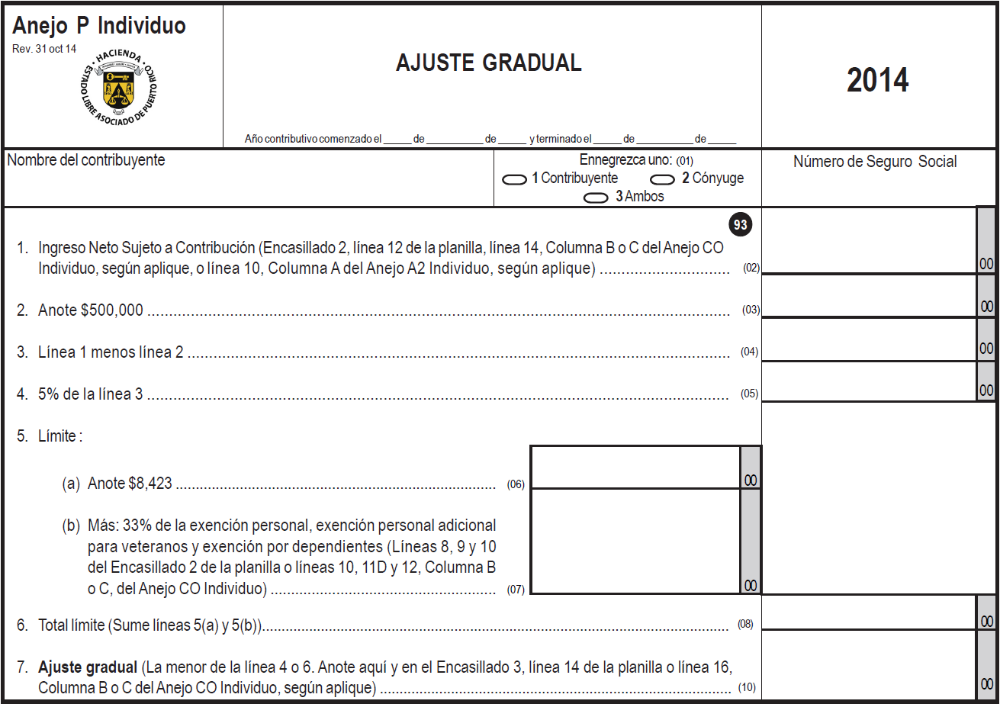 Anejo P Individuo
Rev. 31 oct 14
HACIENDA
ESTADO LIBRE ASOCIADO DE PUERTO RICO
AJUSTE GRADUAL
2014
Año contributivo comenzado el _____ de __________ de _____ y terminado el _____ de __________ de _____
Nombre del contribuyente
Ennegrezca uno: (01)
1 Contribuyente 2 Cónyuge
3 Ambos
Número de Seguro Social
93
1. Ingreso Neto Sujeto a Contribución (Encasillado 2, línea 12 de la planilla, línea 14, Columna B o C del Anejo CO
Individuo, según aplique, o línea 10, Columna A del Anejo A2 Individuo, según aplique) ............................. (02) 00
2. Anote $500,000 ............................. (03) 00
3. Línea 1 menos línea 2 ............................. (04) 00
4. 5% de la línea 3 ............................. (05) 00
5. Límite :
(a) Anote $8,423 ............................. (06) 00
(b) Más: 33% de la exención personal, exención personal adicional
para veteranos y exención por dependientes (Líneas 8, 9 y 10
del Encasillado 2 de la planilla o líneas 10, 11D y 12, Columna B
o C, del Anejo CO Individuo) ............................. (07) 00
6. Total límite (Sume líneas 5(a) y 5(b))............................. (08) 00
7. Ajuste gradual (La menor de la línea 4 o 6. Anote aquí y en el Encasillado 3, línea 14 de la planilla o línea 16,
Columna B o C del Anejo CO Individuo, según aplique) ............................. (10) 00